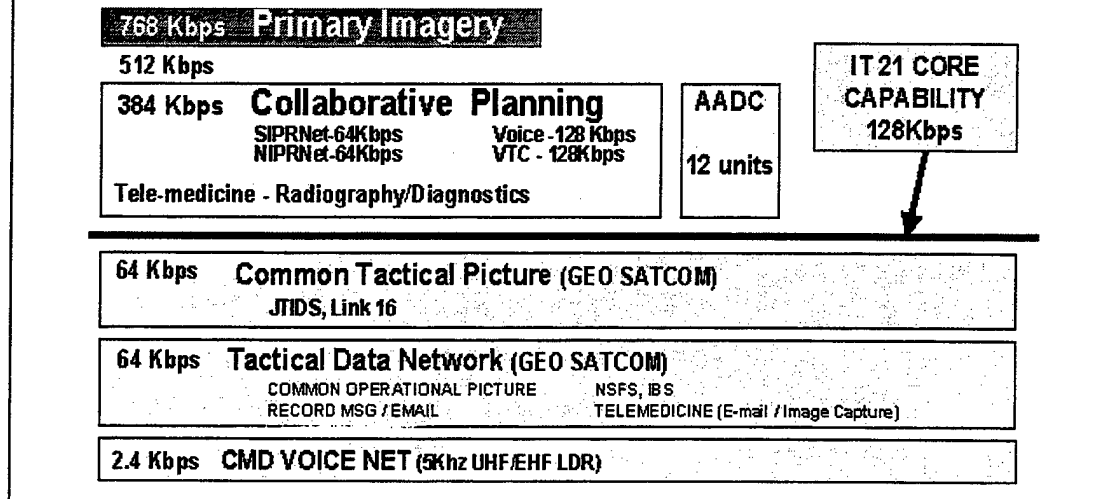 768 Kbps Primary Imagery
512 Kbps
384 Kbps Collaborative Planning
SIPRNet-64Kbps Voice -128 Kbps
NIPRNet-64Kbps VTC - 128Kbps
Tele-medicine - Radiography/Diagnostics
AADC
12 units
IT 21 CORE
CAPABILITY
128Kbps
64 Kbps Common Tactical Picture (GEO SATCOM)
JTIDS, Link 16
64 Kbps Tactical Data Network (GEO SATCOM)
COMMON OPERATIONAL PICTURE NSFS, IBS
RECORD MSG / EMAIL TELEMEDICINE (E-mail / Image Capture)
2.4 Kbps CMD VOICE NET (5Khz UHF/EHF LDR)